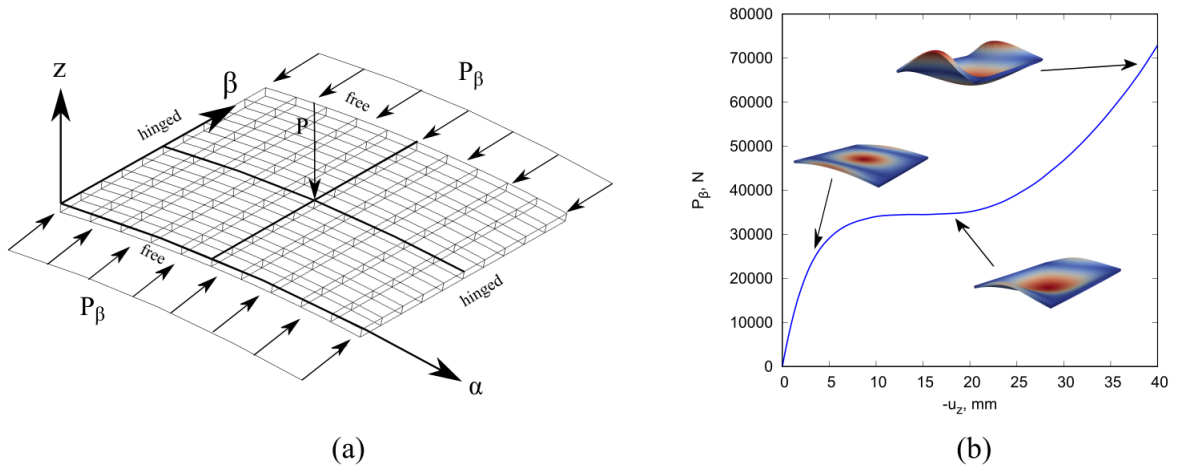 z
β
hinged
free
P
P_β
P_β
free
hinged
α
(a)
80000
70000
60000
50000
40000
30000
20000
10000
0
P_β, N
0 5 10 15 20 25 30 35 40
-u_z, mm
(b)